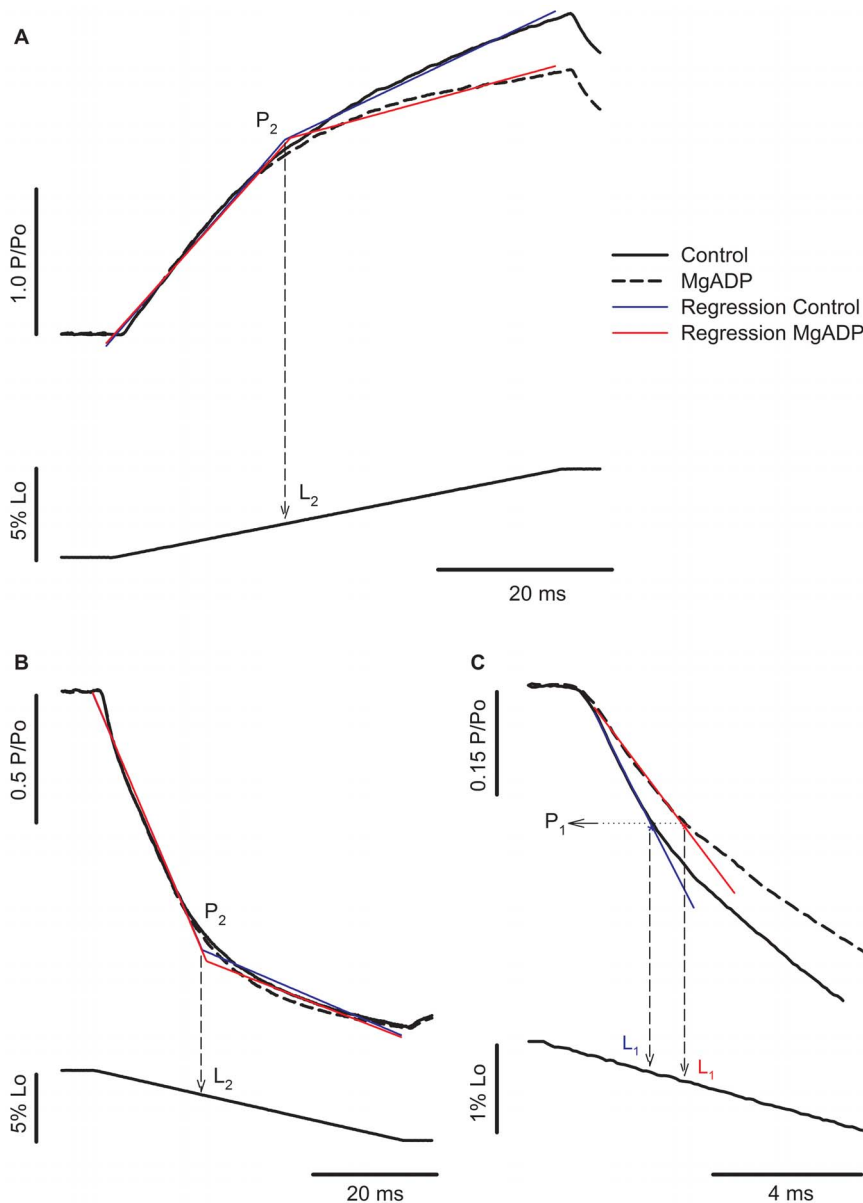 A
P2
1.0 P/Po
Control
MgADP
Regression Control
Regression MgADP
5% Lo
L2
20 ms
B
C
0.5 P/Po
0.15 P/Po
P1
P2
L1
L1
L2
5% Lo
1% Lo
20 ms
4 ms